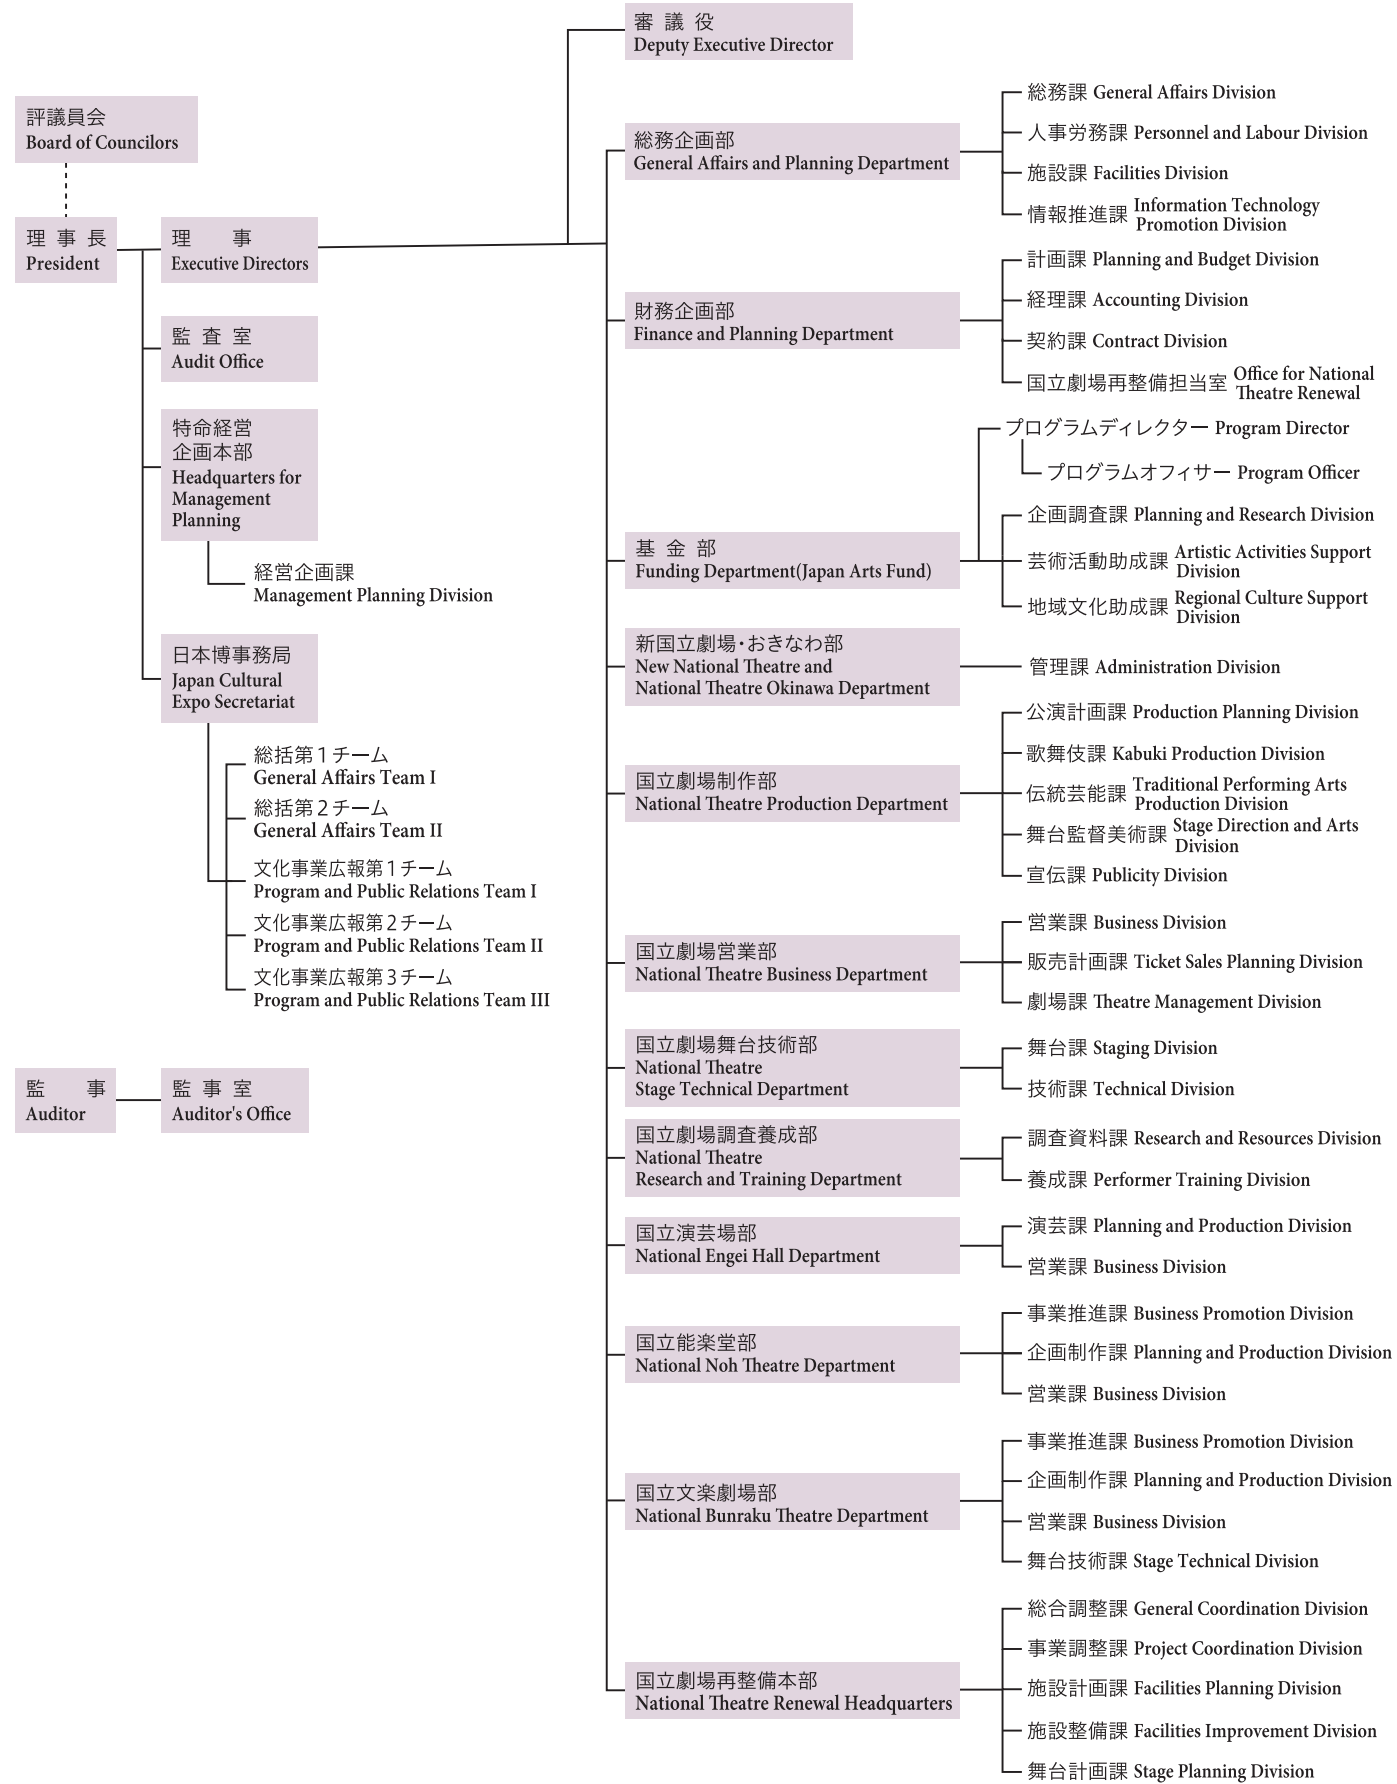 評議員会
Board of Councilors
理事長
President
理事
Executive Directors
監査室
Audit Office
特命経営
企画本部
Headquarters for
Management
Planning
経営企画課
Management Planning Division
日本博事務局
Japan Cultural
Expo Secretariat
総括第1チーム
General Affairs Team I
総括第2チーム
General Affairs Team II
文化事業広報第1チーム
Program and Public Relations Team I
文化事業広報第2チーム
Program and Public Relations Team II
文化事業広報第3チーム
Program and Public Relations Team III
監事
Auditor
監事室
Auditor's Office
審議役
Deputy Executive Director
総務企画部
General Affairs and Planning Department
総務課 General Affairs Division
人事労務課 Personnel and Labour Division
施設課 Facilities Division
情報推進課 Information Technology
Promotion Division
財務企画部
Finance and Planning Department
計画課 Planning and Budget Division
経理課 Accounting Division
契約課 Contract Division
国立劇場再整備担当室 Office for National
Theatre Renewal
基金部
Funding Department(Japan Arts Fund)
プログラムディレクター Program Director
プログラムオフィサー Program Officer
企画調査課 Planning and Research Division
芸術活動助成課 Artistic Activities Support
Division
地域文化助成課 Regional Culture Support
Division
新国立劇場・おきなわ部
New National Theatre and
National Theatre Okinawa Department
管理課 Administration Division
国立劇場制作部
National Theatre Production Department
公演計画課 Production Planning Division
歌舞伎課 Kabuki Production Division
伝統芸能課 Traditional Performing Arts
Production Division
舞台監督美術課 Stage Direction and Arts
Division
宣伝課 Publicity Division
国立劇場営業部
National Theatre Business Department
営業課 Business Division
販売計画課 Ticket Sales Planning Division
劇場課 Theatre Management Division
国立劇場舞台技術部
National Theatre
Stage Technical Department
舞台課 Staging Division
技術課 Technical Division
国立劇場調査養成部
National Theatre
Research and Training Department
調査資料課 Research and Resources Division
養成課 Performer Training Division
国立演芸場部
National Engei Hall Department
演芸課 Planning and Production Division
営業課 Business Division
国立能楽堂部
National Noh Theatre Department
事業推進課 Business Promotion Division
企画制作課 Planning and Production Division
営業課 Business Division
国立文楽劇場部
National Bunraku Theatre Department
事業推進課 Business Promotion Division
企画制作課 Planning and Production Division
営業課 Business Division
舞台技術課 Stage Technical Division
国立劇場再整備本部
National Theatre Renewal Headquarters
総合調整課 General Coordination Division
事業調整課 Project Coordination Division
施設計画課 Facilities Planning Division
施設整備課 Facilities Improvement Division
舞台計画課 Stage Planning Division